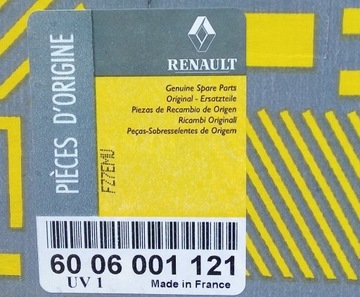 RENAULT
PIÈCES D'ORIGINE
Genuine Spare Parts
Original - Ersatzteile
Piezas de Recambio de Origen
Ricambi Originali
Peças-Sobresselentes de Origem
60 06 001 121
UV 1
Made in France